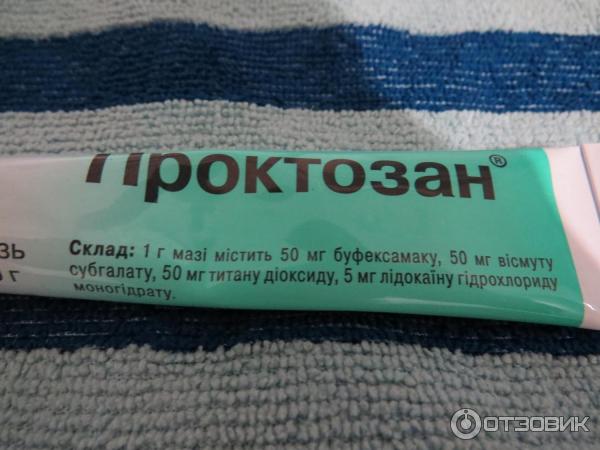 Проктозан®
Склад: 1 г мазі містить 50 мг буфексамаку, 50 мг вісмуту
субгалату, 50 мг титану діоксиду, 5 мг лідокаїну гідрохлориду
моногідрату.
зь
г
ОТЗОВИК